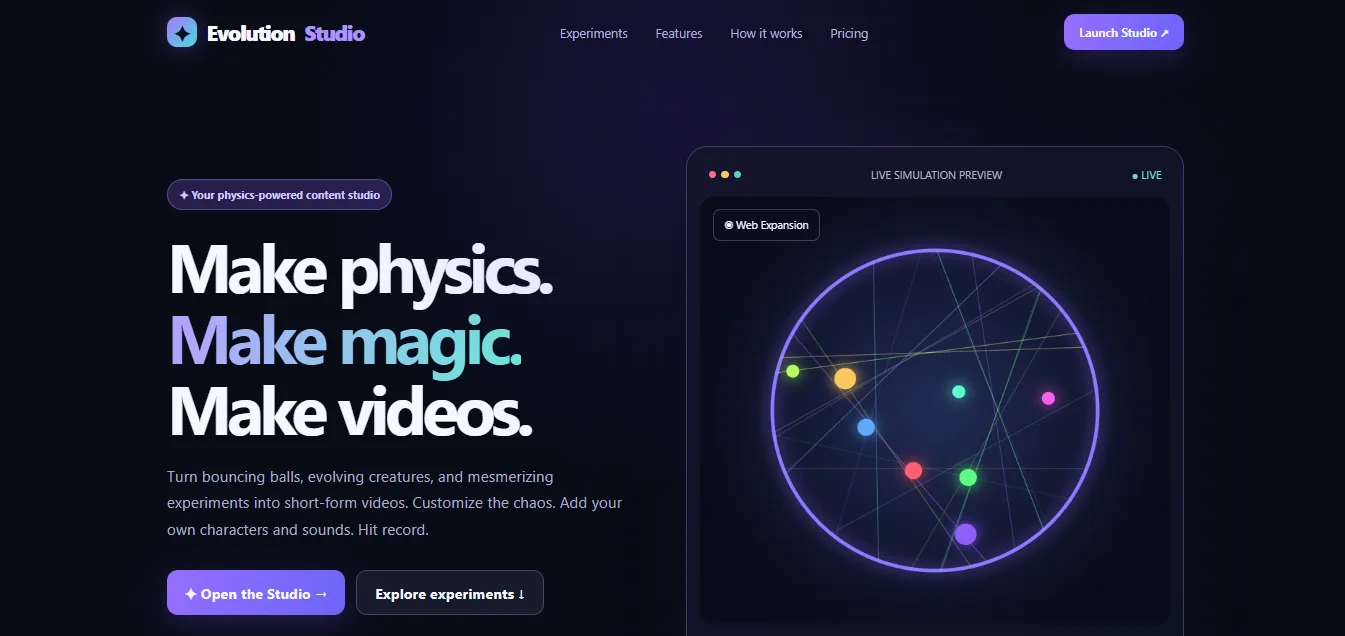 Evolution Studio
Experiments
Features
How it works
Pricing
Launch Studio ↗
✦ Your physics-powered content studio
Make physics.
Make magic.
Make videos.
Turn bouncing balls, evolving creatures, and mesmerizing
experiments into short-form videos. Customize the chaos. Add your
own characters and sounds. Hit record.
✦ Open the Studio →
Explore experiments ↓
LIVE SIMULATION PREVIEW
● LIVE
◉ Web Expansion